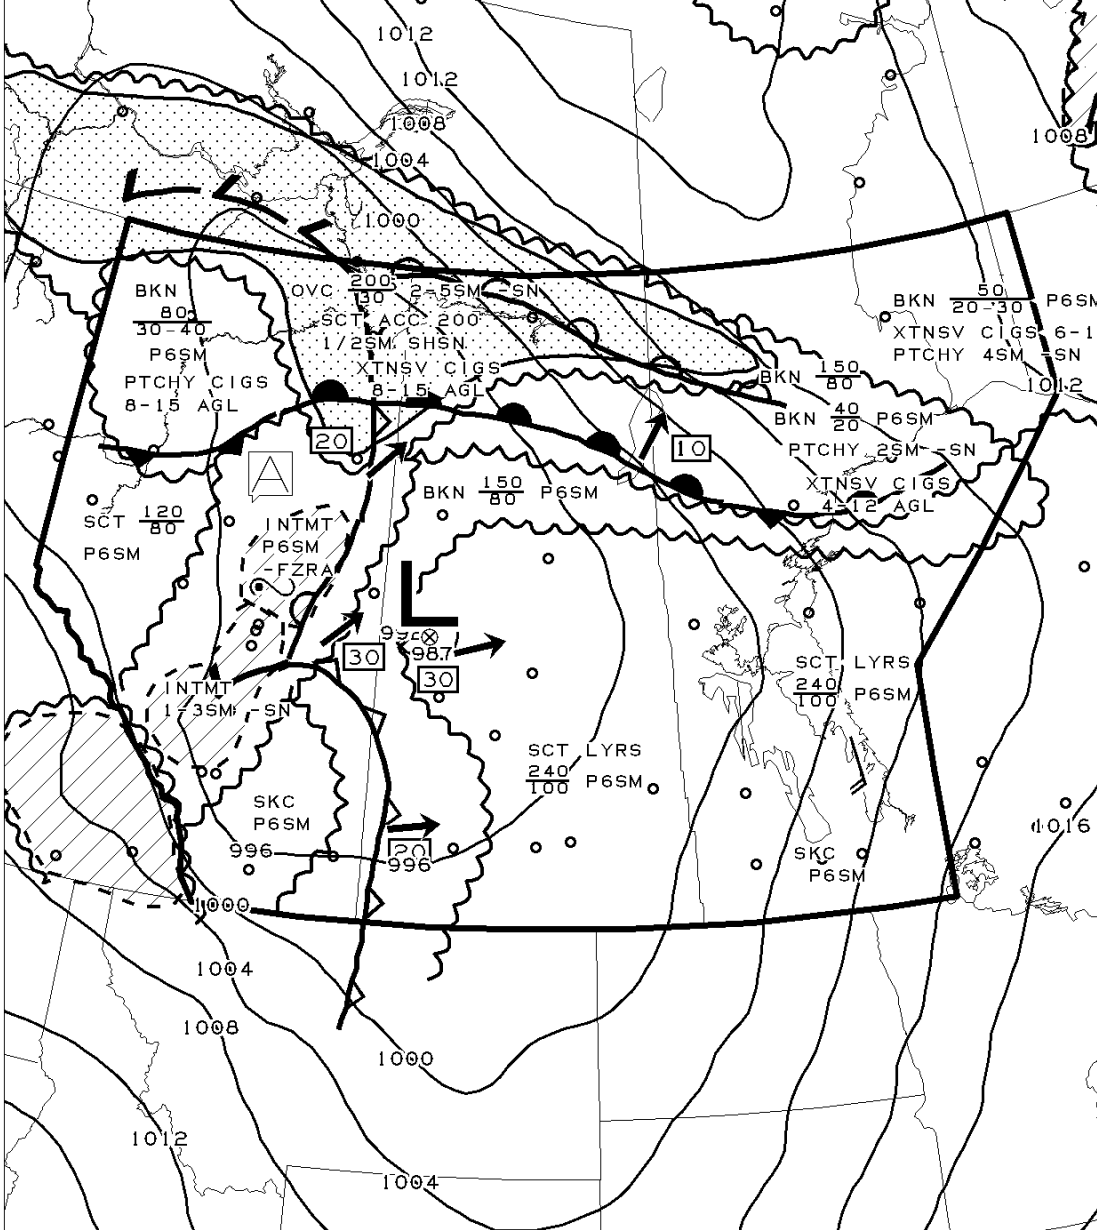 1012
1012
1008
1004
1008
1000
BKN
80
30-40
P6SM
PTCHY CIGS
8-15 AGL
OVC 200 2-5SM -SN
30
SCT ACC 200
1/2SM SHSN
XTNSV CIGS
8-15 AGL
BKN 50 P6SM
20-30
XTNSV CIGS 6-1
PTCHY 4SM -SN
1012
BKN 150
80
BKN 40 P6SM
20
PTCHY 2SM -SN
XTNSV CIGS
4-12 AGL
20
10
A
BKN 150 P6SM
80
SCT 120
80
P6SM
INTMT
P6SM
-FZRA
L
987
30
30
SCT LYRS
240 P6SM
100
INTMT
1-3SM -SN
SCT LYRS
240 P6SM
100
SKC
P6SM
20
996
996
SKC
P6SM
1016
1000
1004
1008
1000
1012
1004